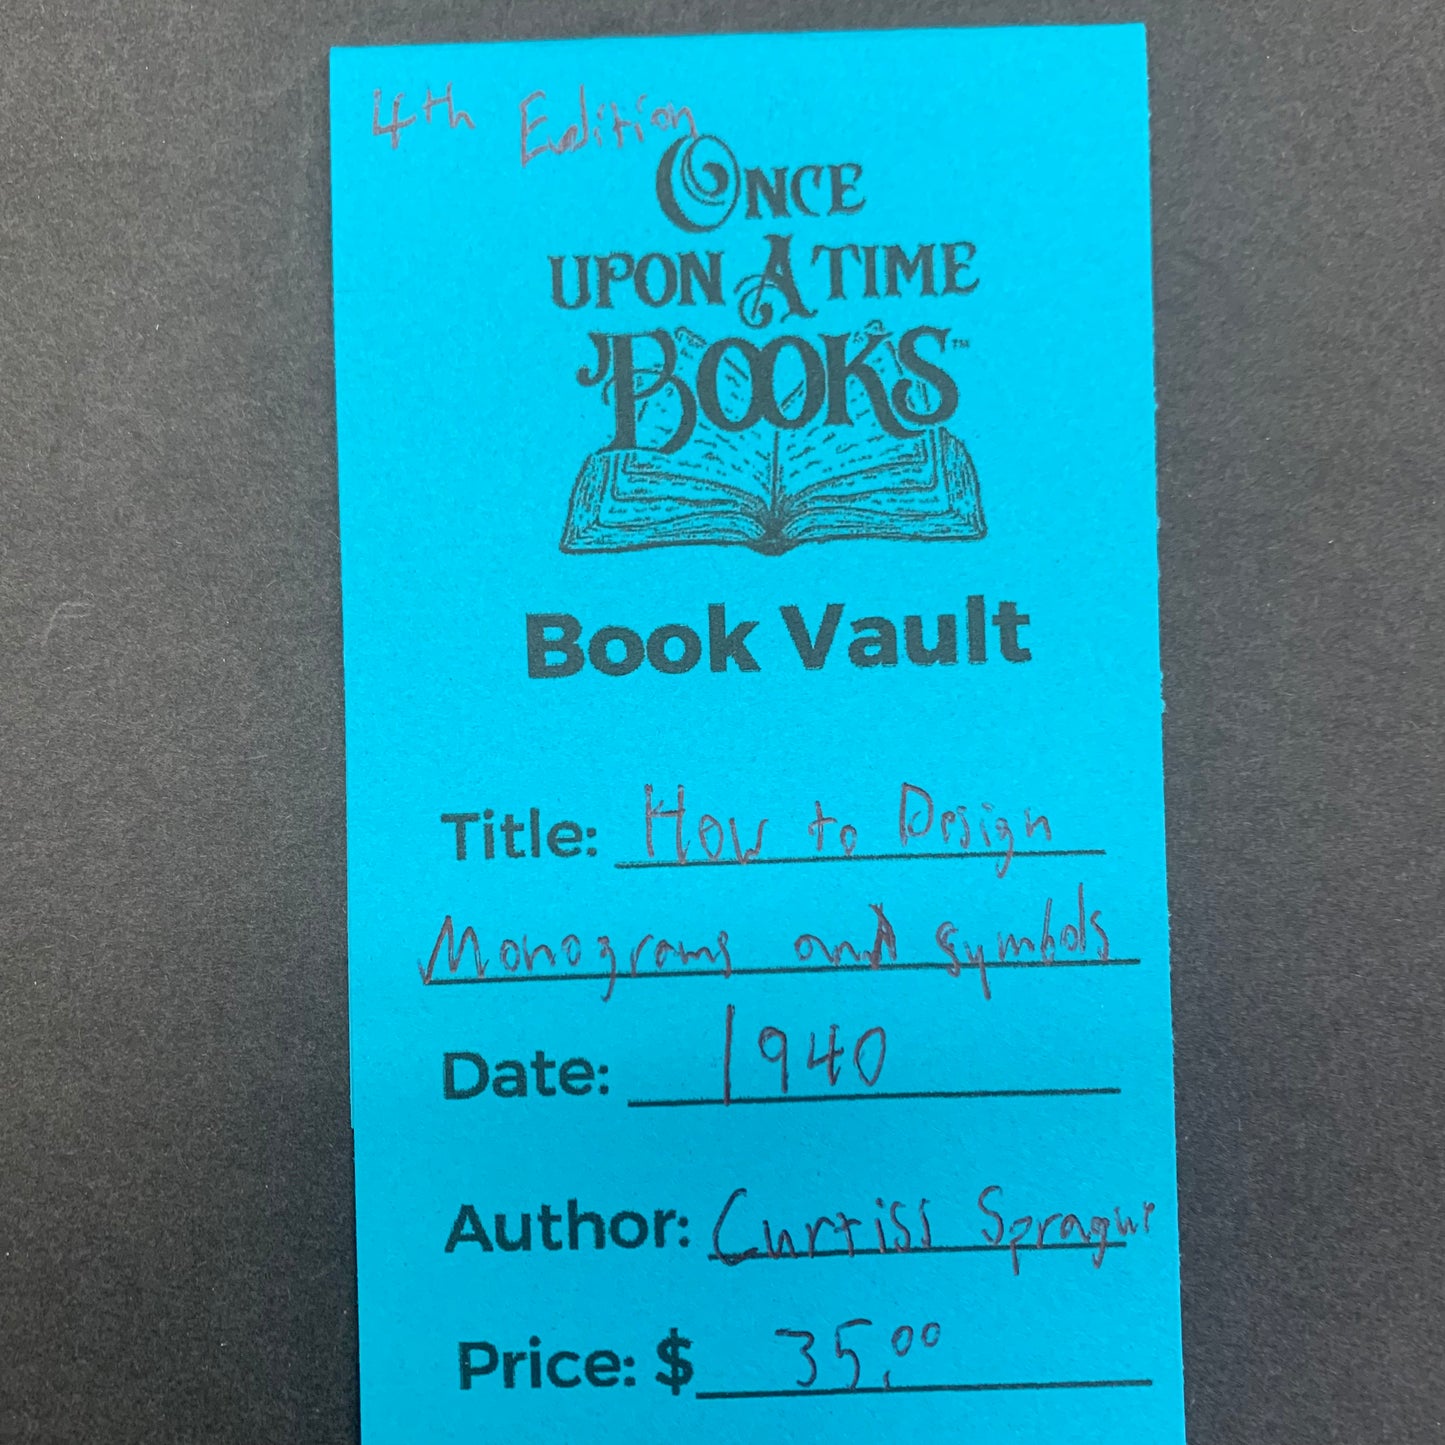 4th Edition
ONCE
UPON A TIME
BOOKS™
Book Vault
Title: How to Design
Monograms and symbols
Date: 1940
Author: Curtiss Sprague
Price: $ 35.00